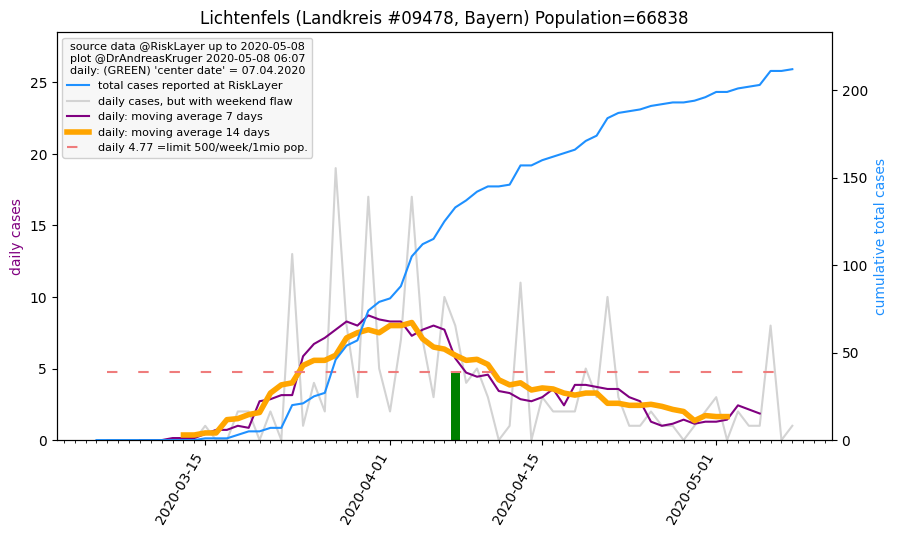 Lichtenfels (Landkreis #09478, Bayern) Population=66838
source data @RiskLayer up to 2020-05-08
plot @DrAndreasKruger 2020-05-08 06:07
daily: (GREEN) 'center date' = 07.04.2020
total cases reported at RiskLayer
daily cases, but with weekend flaw
daily: moving average 7 days
daily: moving average 14 days
daily 4.77 =limit 500/week/1mio pop.
daily cases
25
20
15
10
5
0
cumulative total cases
200
150
100
50
0
2020-03-15
2020-04-01
2020-04-15
2020-05-01